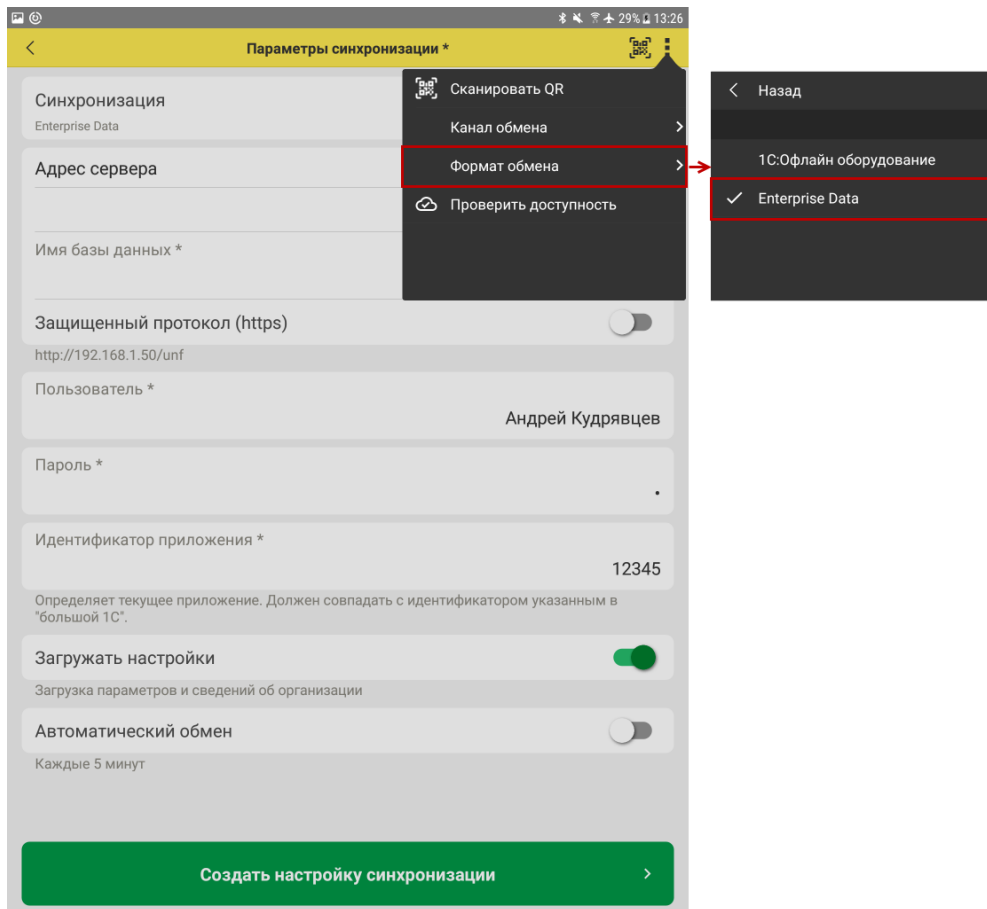 29% 13:26
Параметры синхронизации *
Синхронизация
Enterprise Data
Адрес сервера
Имя базы данных *
Сканировать QR
Канал обмена
Формат обмена
Проверить доступность
Назад
1С:Офлайн оборудование
Enterprise Data
Защищенный протокол (https)
http://192.168.1.50/unf
Пользователь *
Андрей Кудрявцев
Пароль *
Идентификатор приложения *
12345
Определяет текущее приложение. Должен совпадать с идентификатором указанным в
"большой 1С".
Загружать настройки
Загрузка параметров и сведений об организации
Автоматический обмен
Каждые 5 минут
Создать настройку синхронизации